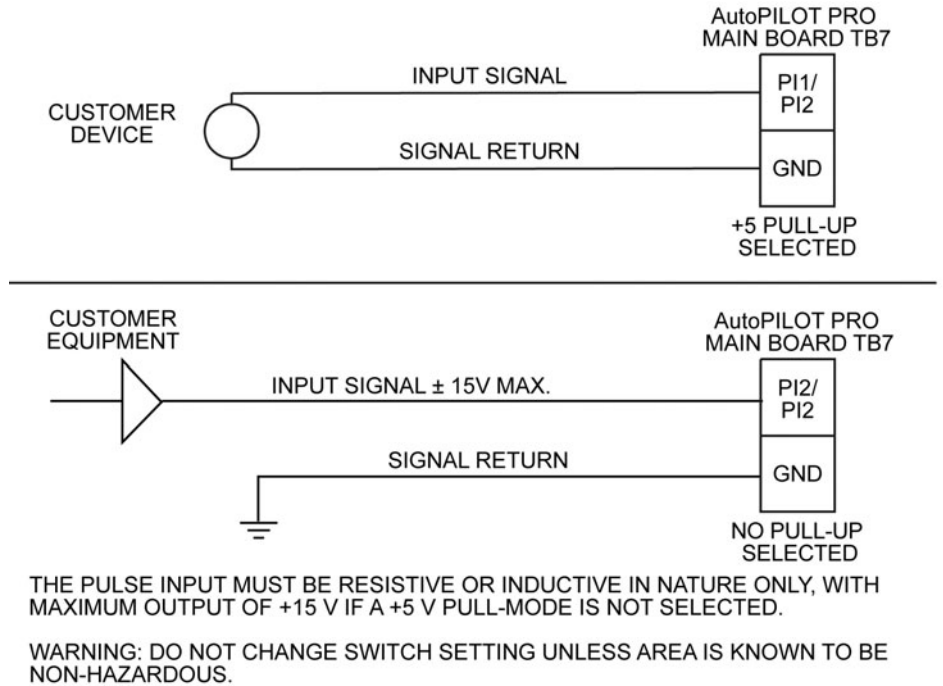 AutoPILOT PRO
MAIN BOARD TB7
INPUT SIGNAL
PI1/
PI2
CUSTOMER
DEVICE
SIGNAL RETURN
GND
+5 PULL-UP
SELECTED
CUSTOMER
EQUIPMENT
AutoPILOT PRO
MAIN BOARD TB7
INPUT SIGNAL ± 15V MAX.
PI2/
PI2
SIGNAL RETURN
GND
NO PULL-UP
SELECTED
THE PULSE INPUT MUST BE RESISTIVE OR INDUCTIVE IN NATURE ONLY, WITH
MAXIMUM OUTPUT OF +15 V IF A +5 V PULL-MODE IS NOT SELECTED.
WARNING: DO NOT CHANGE SWITCH SETTING UNLESS AREA IS KNOWN TO BE
NON-HAZARDOUS.